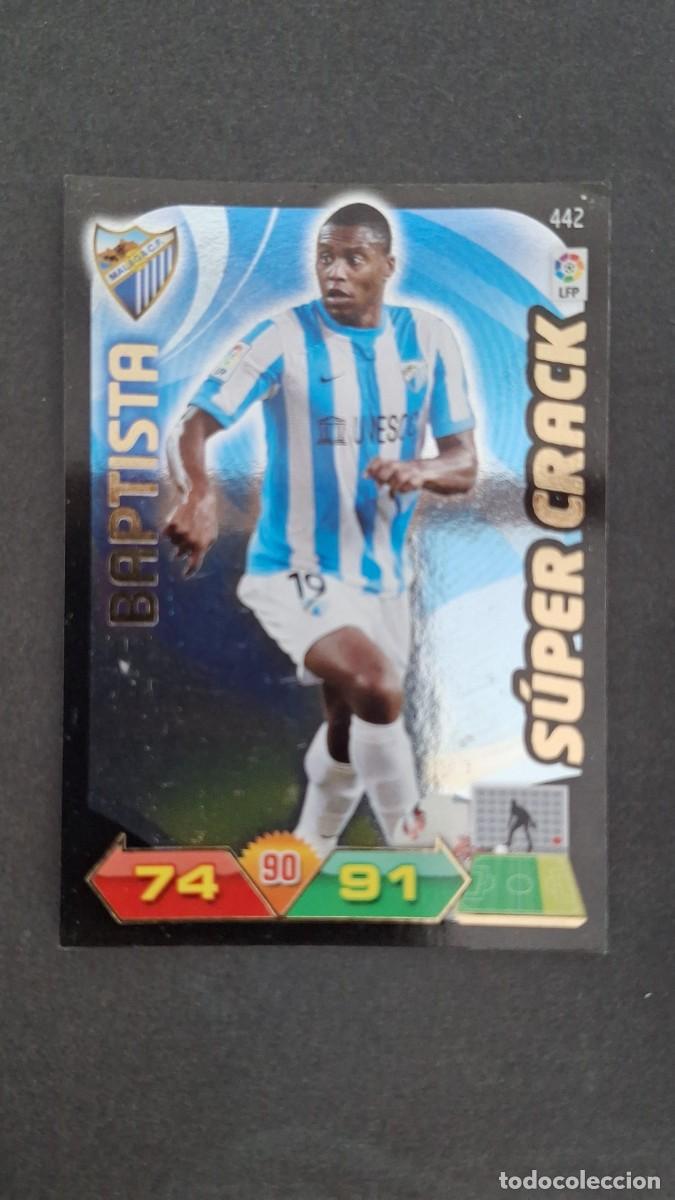 442
MALAGA C.F.
LFP
BAPTISTA
SÚPER CRACK
UNESCO
19
74
90
91
todocoleccion